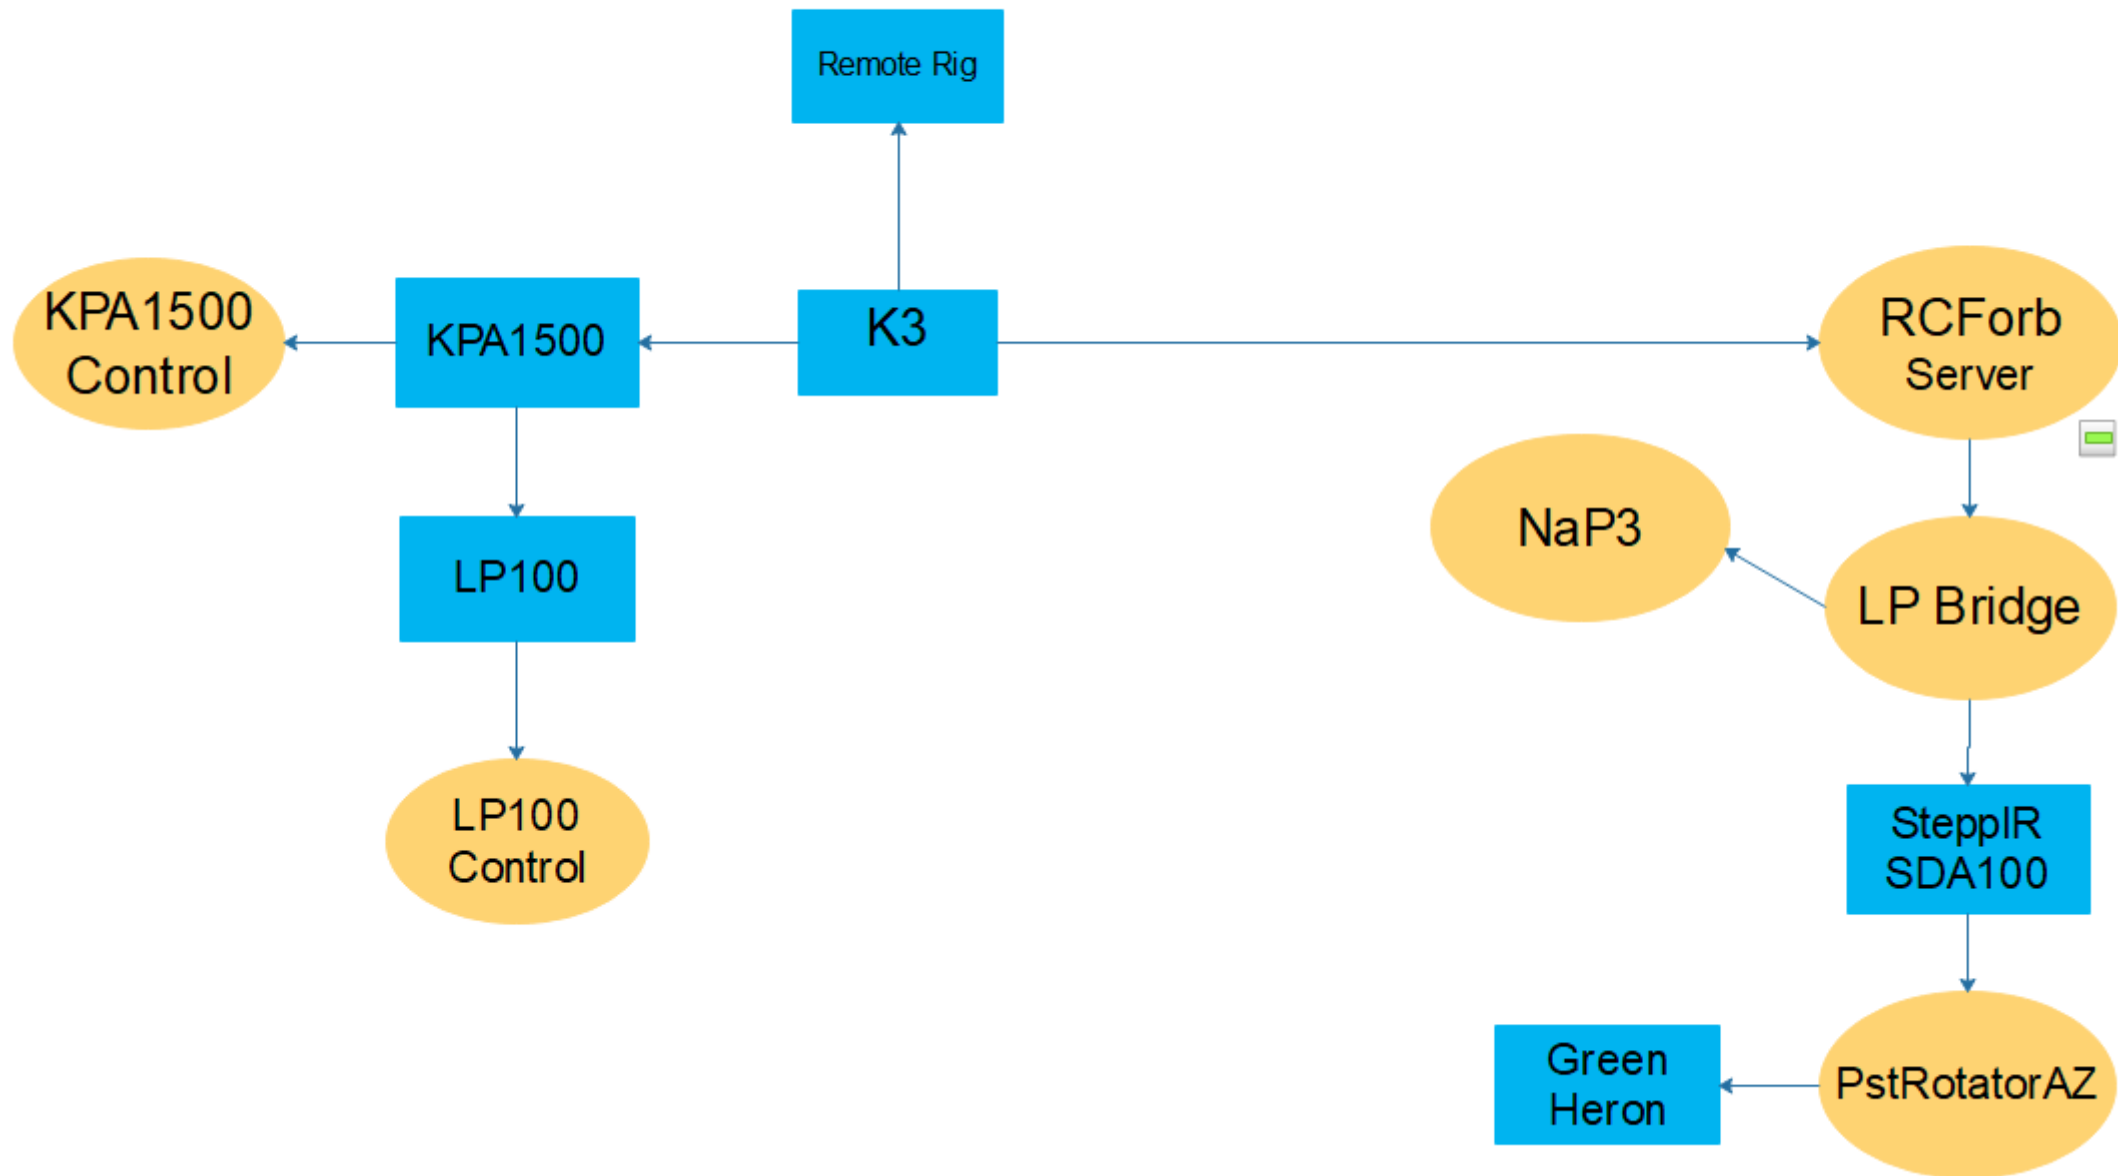 Remote Rig
KPA1500
Control
KPA1500
K3
RCForb
Server
NaP3
LP100
LP Bridge
LP100
Control
SteppIR
SDA100
Green
Heron
PstRotatorAZ